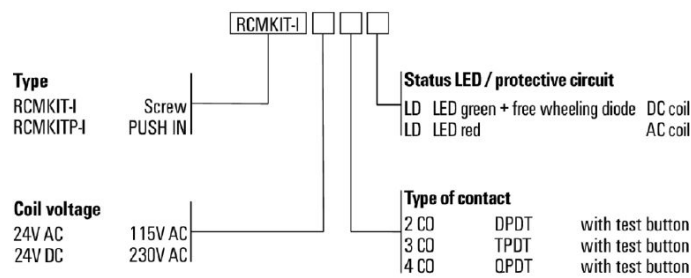 RCMKIT-I
Type
RCMKIT-I Screw
RCMKITP-I PUSH IN
Status LED / protective circuit
LD LED green + free wheeling diode DC coil
LD LED red AC coil
Coil voltage
24V AC 115V AC
24V DC 230V AC
Type of contact
2 CO DPDT with test button
3 CO TPDT with test button
4 CO QPDT with test button